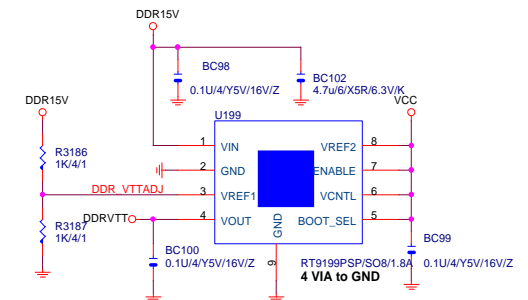 DDR15V
BC98
0.1U/4/Y5V/16V/Z
BC102
4.7u/6/X5R/6.3V/K
DDR15V
VCC
U199
R3186
1K/4/1
1 VIN VREF2 8
2 GND ENABLE 7
DDR_VTTADJ 3 VREF1 VCNTL 6
R3187
1K/4/1
DDRVTT 4 VOUT BOOT_SEL 5
GND
9
BC100
0.1U/4/Y5V/16V/Z
RT9199PSP/SO8/1.8A
4 VIA to GND
BC99
0.1U/4/Y5V/16V/Z